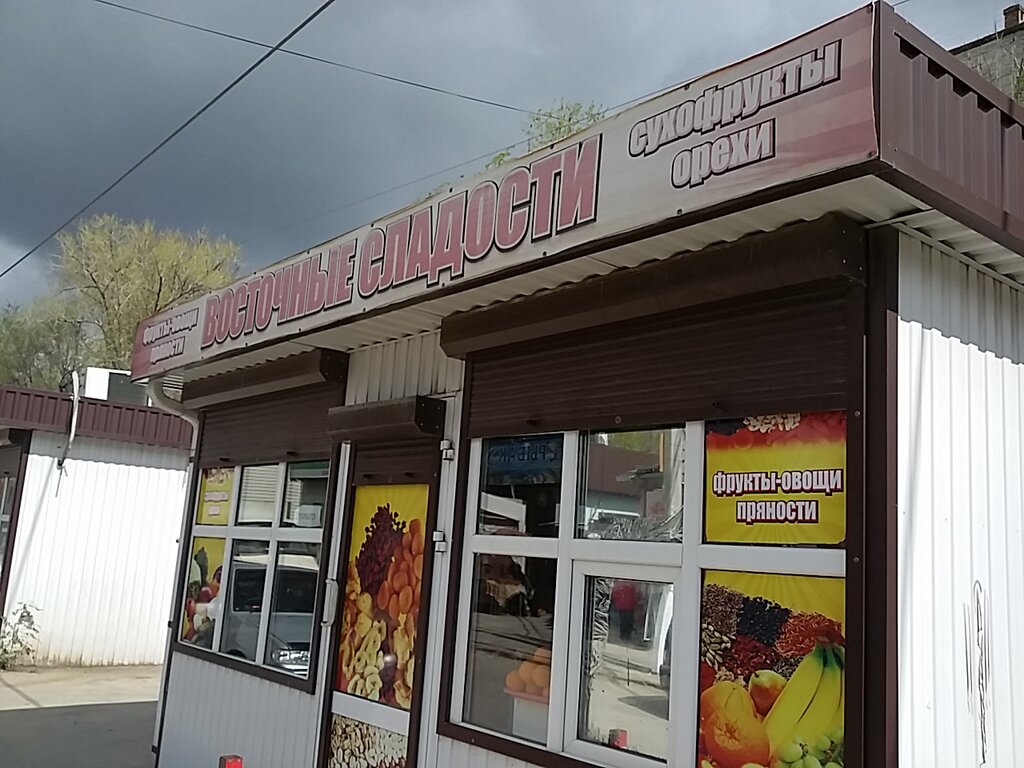 фрукты-овощи
пряности
ВОСТОЧНЫЕ СЛАДОСТИ
сухофрукты
орехи
фрукты-овощи
пряности